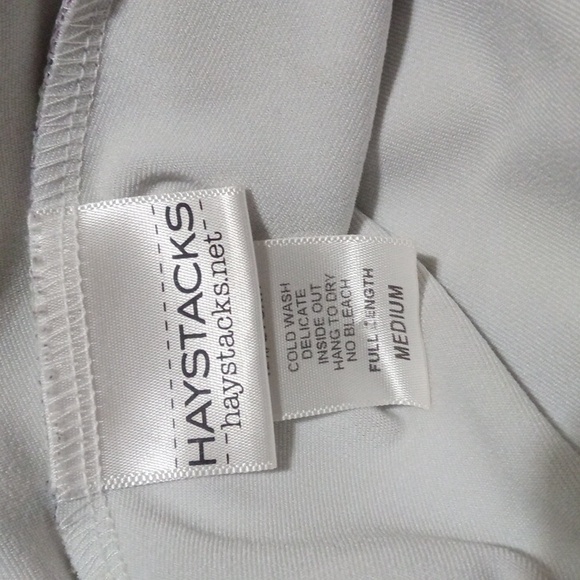 HAYSTACKS
haystacks.net
COLD WASH
DELICATE
INSIDE OUT
HANG TO DRY
NO BLEACH
FULL LENGTH
MEDIUM